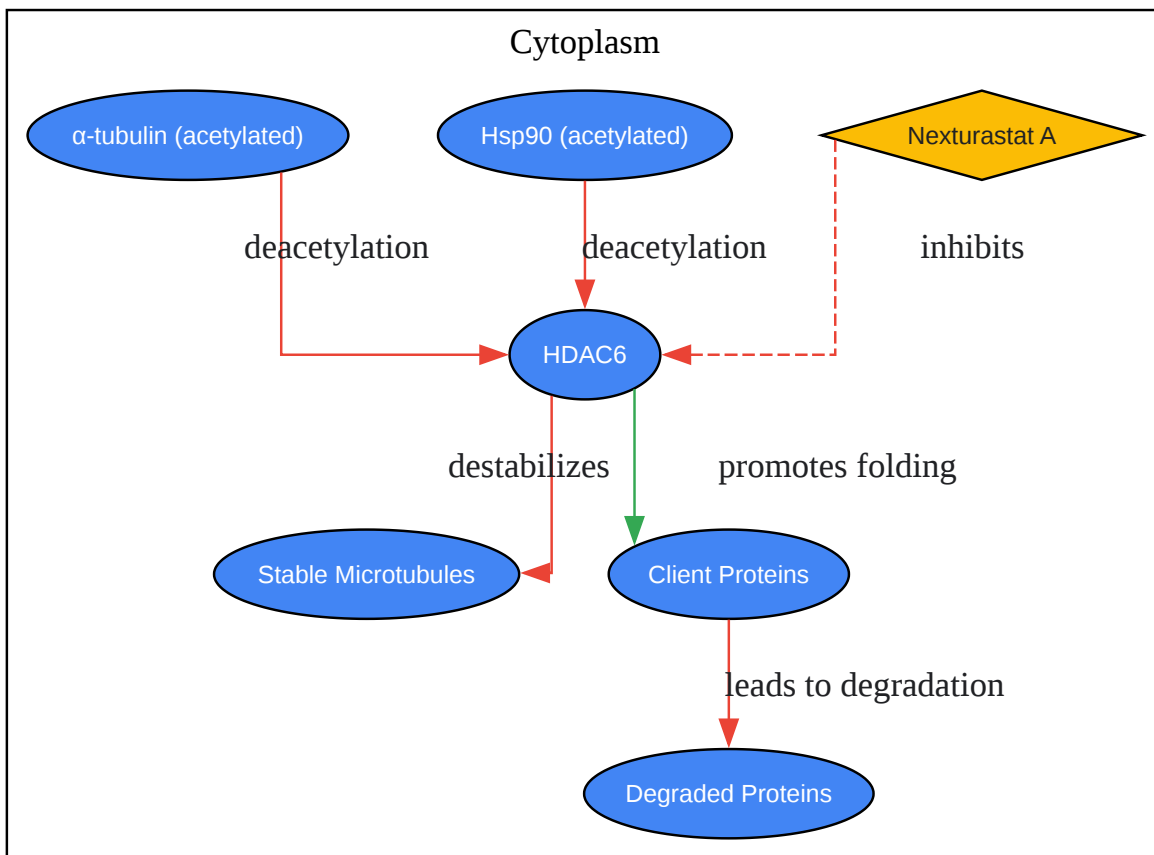 Cytoplasm
α-tubulin (acetylated)
Hsp90 (acetylated)
Nexturastat A
deacetylation
deacetylation
inhibits
HDAC6
destabilizes
promotes folding
Stable Microtubules
Client Proteins
leads to degradation
Degraded Proteins